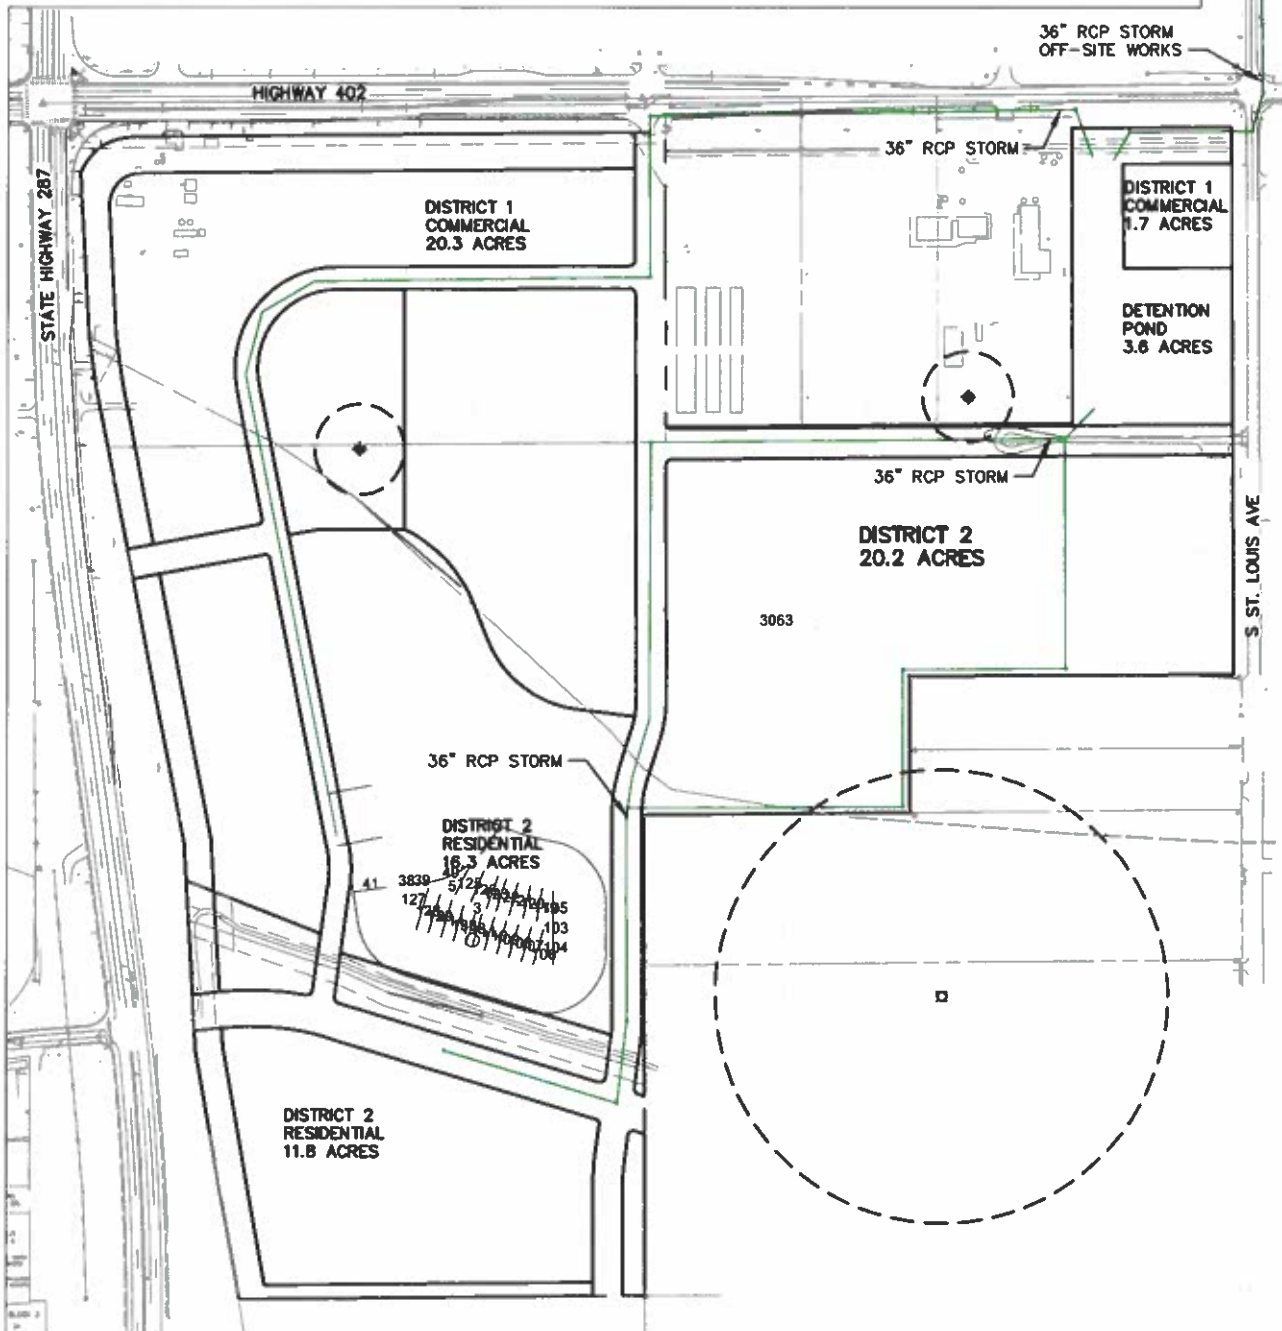 36" RCP STORM
OFF-SITE WORKS
HIGHWAY 402
36" RCP STORM
STATE HIGHWAY 287
DISTRICT 1
COMMERCIAL
20.3 ACRES
DISTRICT 1
COMMERCIAL
1.7 ACRES
DETENTION
POND
3.6 ACRES
36" RCP STORM
DISTRICT 2
20.2 ACRES
S ST. LOUIS AVE
3063
36" RCP STORM
DISTRICT 2
RESIDENTIAL
16.3 ACRES
41
3839
127
3
103
104
DISTRICT 2
RESIDENTIAL
11.8 ACRES